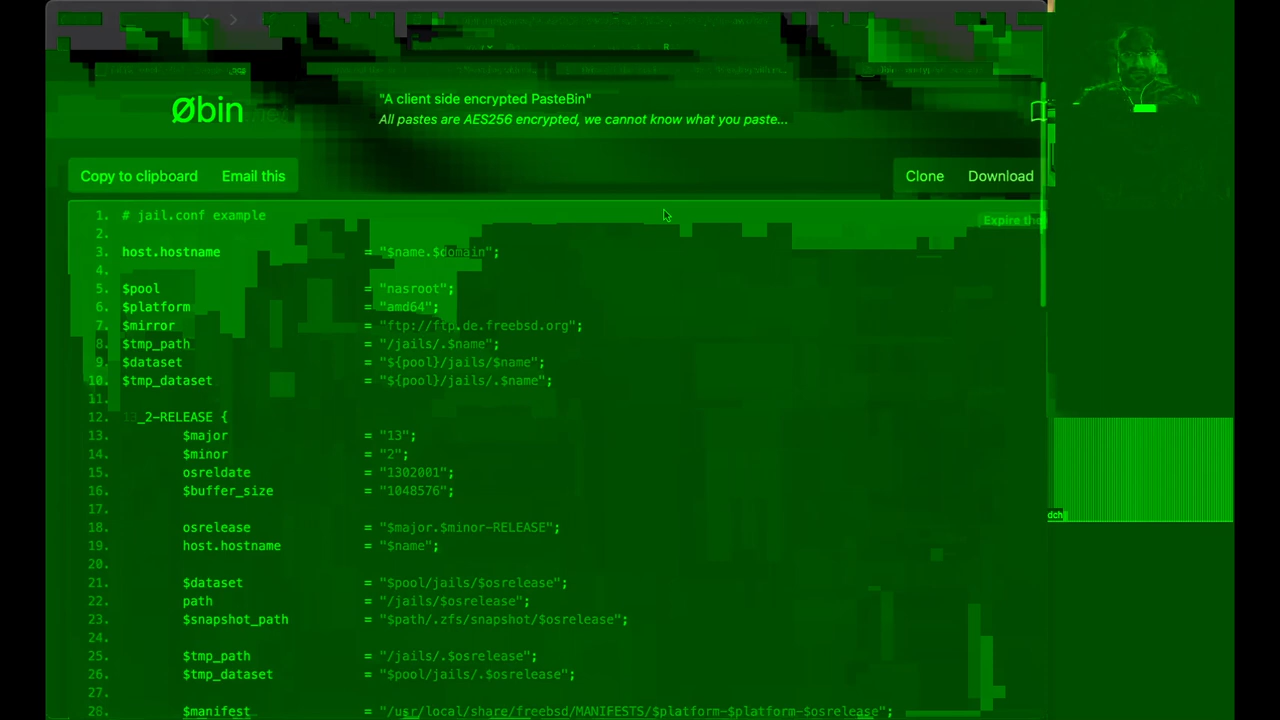 Øbin.net
"A client side encrypted PasteBin"
All pastes are AES256 encrypted, we cannot know what you paste...
Copy to clipboard Email this
Clone Download
Expire the
1. # jail.conf example
2.
3. host.hostname = "$name.$domain";
4.
5. $pool = "nasroot";
6. $platform = "amd64";
7. $mirror = "ftp://ftp.de.freebsd.org";
8. $tmp_path = "/jails/.$name";
9. $dataset = "${pool}/jails/$name";
10. $tmp_dataset = "${pool}/jails/.$name";
11.
12. 13_2-RELEASE {
13. $major = "13";
14. $minor = "2";
15. osreldate = "1302001";
16. $buffer_size = "1048576";
17.
18. osrelease = "$major.$minor-RELEASE";
19. host.hostname = "$name";
20.
21. $dataset = "$pool/jails/$osrelease";
22. path = "/jails/$osrelease";
23. $snapshot_path = "$path/.zfs/snapshot/$osrelease";
24.
25. $tmp_path = "/jails/.$osrelease";
26. $tmp_dataset = "$pool/jails/.$osrelease";
27.
28. $manifest = "/usr/local/share/freebsd/MANIFESTS/$platform-$platform-$osrelease";
dch